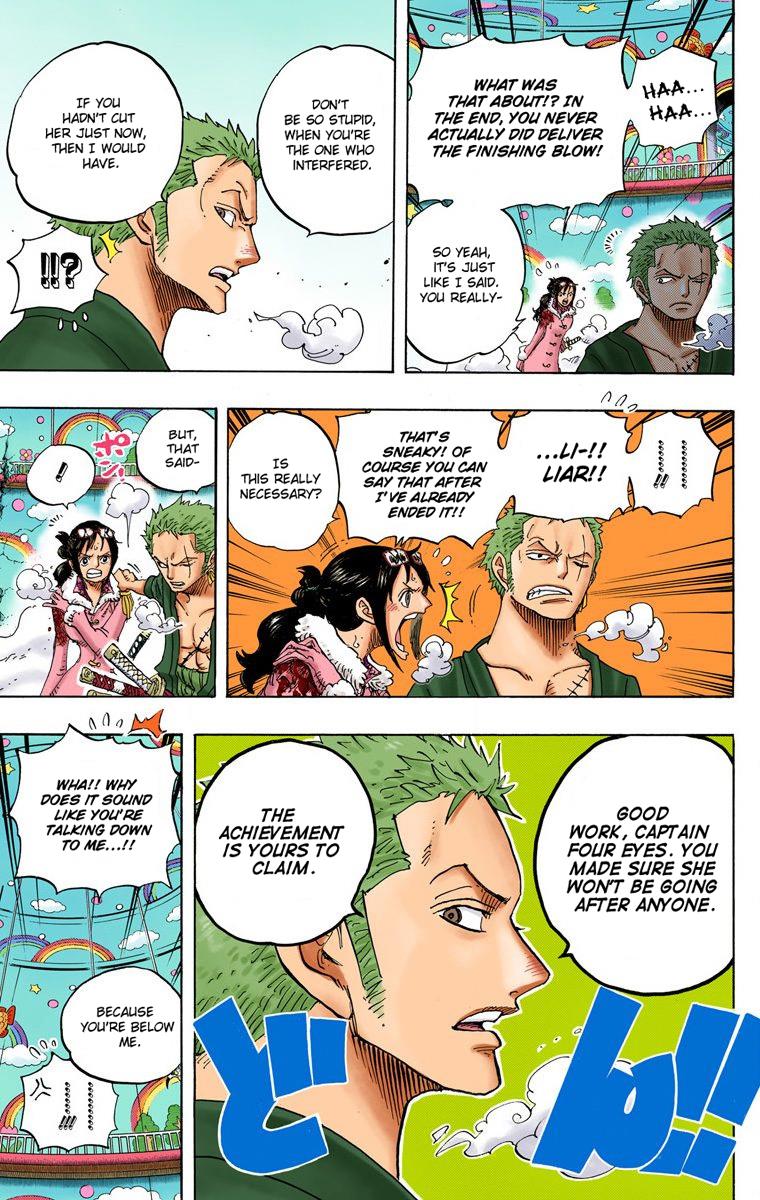 HAA...
HAA...
WHAT WAS
THAT ABOUT!? IN
THE END, YOU NEVER
ACTUALLY DID DELIVER
THE FINISHING BLOW!
SO YEAH,
IT'S JUST
LIKE I SAID.
YOU REALLY-
DON'T
BE SO STUPID,
WHEN YOU'RE
THE ONE WHO
INTERFERED.
IF YOU
HADN'T CUT
HER JUST NOW,
THEN I WOULD
HAVE.
!!?
!!
...LI-!!
LIAR!!
THAT'S
SNEAKY! OF
COURSE YOU CAN
SAY THAT AFTER
I'VE ALREADY
ENDED IT!!
IS
THIS REALLY
NECESSARY?
BUT,
THAT
SAID-
ポン!
!
GOOD
WORK, CAPTAIN
FOUR EYES. YOU
MADE SURE SHE
WON'T BE GOING
AFTER ANYONE.
THE
ACHIEVEMENT
IS YOURS TO
CLAIM.
どん!!
WHA!! WHY
DOES IT SOUND
LIKE YOU'RE
TALKING DOWN
TO ME...!!
BECAUSE
YOU'RE BELOW
ME.
!!!